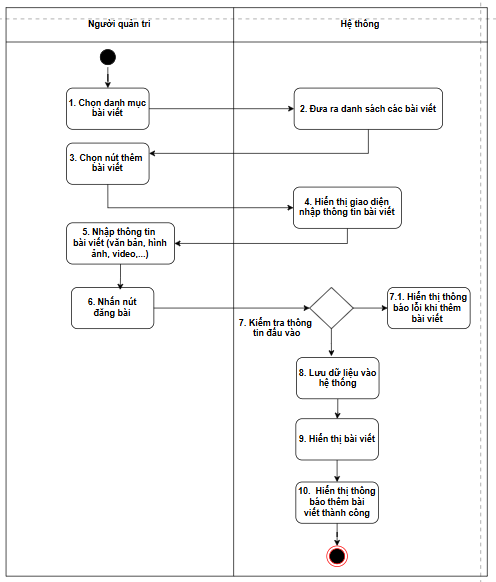 Người quản trị
Hệ thông
1. Chọn danh mục
bài viết
2. Đưa ra danh sách các bài viết
3. Chọn nút thêm
bài viết
4. Hiển thị giao diện
nhập thông tin bài viết
5. Nhập thông tin
bài viết (văn bản, hình
ảnh, video,...)
6. Nhấn nút
đăng bài
7. Kiểm tra thông
tin đầu vào
7.1. Hiển thị thông
báo lỗi khi thêm
bài viết
8. Lưu dữ liệu vào
hệ thống
9. Hiển thị bài viết
10. Hiển thị thông
báo thêm bài
viết thành công